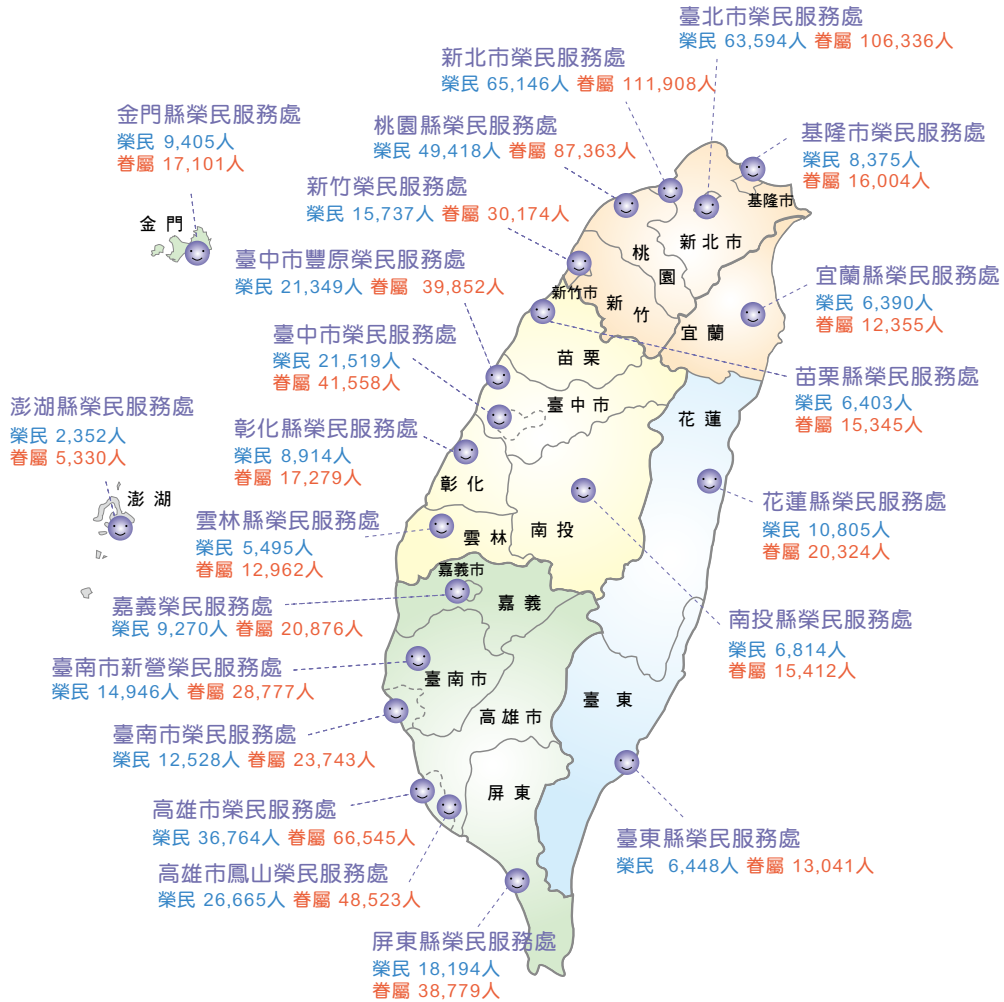 臺北市榮民服務處
榮民 63,594人 眷屬 106,336人
新北市榮民服務處
榮民 65,146人 眷屬 111,908人
金門縣榮民服務處
榮民 9,405人
眷屬 17,101人
桃園縣榮民服務處
榮民 49,418人 眷屬 87,363人
基隆市榮民服務處
榮民 8,375人
眷屬 16,004人
新竹榮民服務處
榮民 15,737人 眷屬 30,174人
基隆市
金門
新北市
桃園
臺中市豐原榮民服務處
榮民 21,349人 眷屬 39,852人
宜蘭縣榮民服務處
榮民 6,390人
眷屬 12,355人
新竹市
新竹
宜蘭
臺中市榮民服務處
榮民 21,519人
眷屬 41,558人
苗栗
苗栗縣榮民服務處
榮民 6,403人
眷屬 15,345人
澎湖縣榮民服務處
榮民 2,352人
眷屬 5,330人
臺中市
花蓮
彰化縣榮民服務處
榮民 8,914人
眷屬 17,279人
彰化
澎湖
花蓮縣榮民服務處
榮民 10,805人
眷屬 20,324人
雲林縣榮民服務處
榮民 5,495人
眷屬 12,962人
雲林
南投
嘉義市
嘉義榮民服務處
榮民 9,270人 眷屬 20,876人
嘉義
南投縣榮民服務處
榮民 6,814人
眷屬 15,412人
臺南市新營榮民服務處
榮民 14,946人 眷屬 28,777人
臺南市
臺東
高雄市
臺南市榮民服務處
榮民 12,528人 眷屬 23,743人
屏東
高雄市榮民服務處
榮民 36,764人 眷屬 66,545人
臺東縣榮民服務處
榮民 6,448人 眷屬 13,041人
高雄市鳳山榮民服務處
榮民 26,665人 眷屬 48,523人
屏東縣榮民服務處
榮民 18,194人
眷屬 38,779人